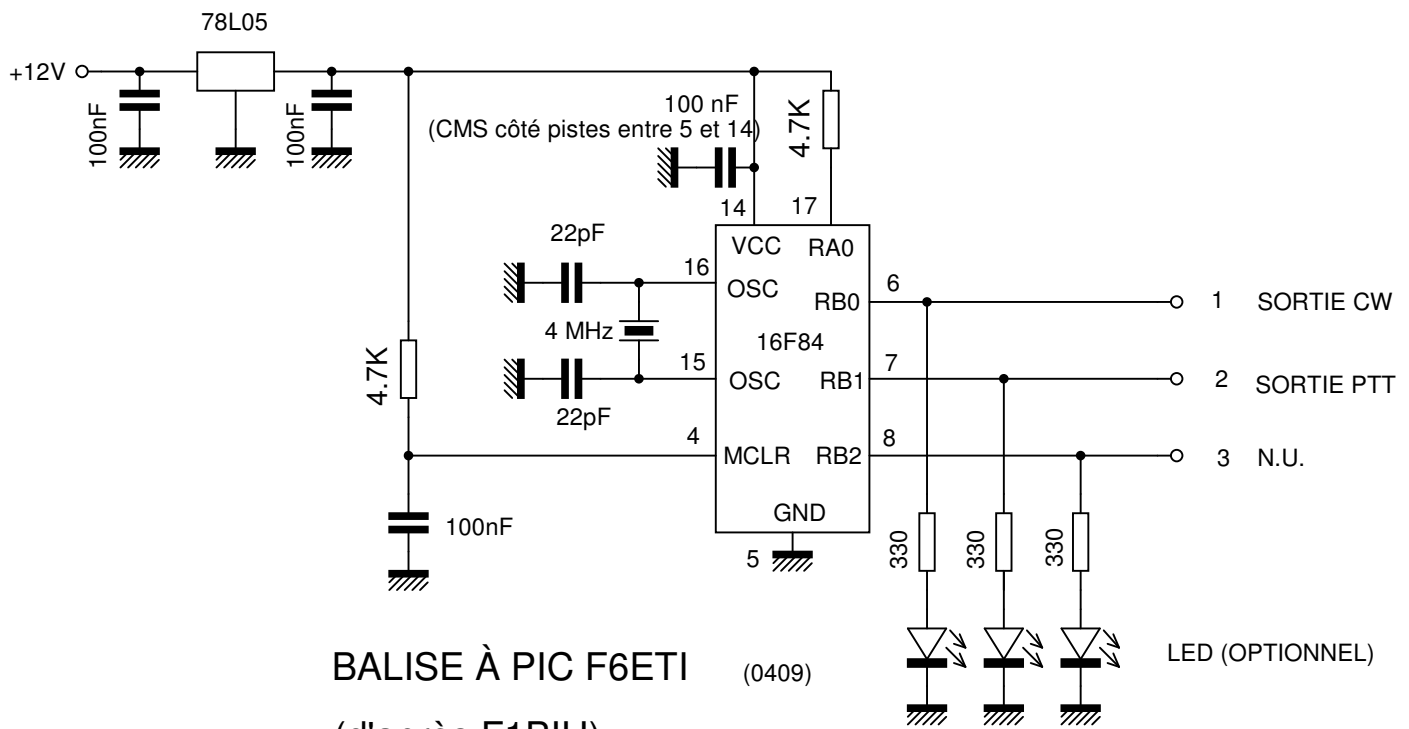 78L05
+12V
100nF
100nF
100 nF
(CMS côté pistes entre 5 et 14)
4.7K
14
17
22pF
VCC
RA0
16
OSC
6
RB0
1
SORTIE CW
4 MHz
16F84
15
OSC
7
RB1
2
SORTIE PTT
4.7K
22pF
4
MCLR
RB2
8
3
N.U.
100nF
GND
5
330
330
330
LED (OPTIONNEL)
BALISE À PIC F6ETI
(0409)